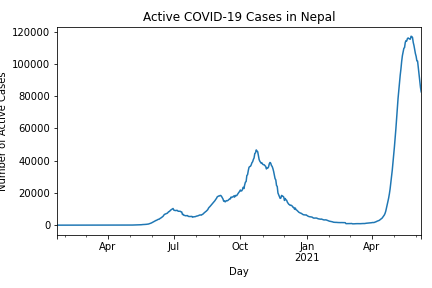 Active COVID-19 Cases in Nepal
120000
100000
80000
60000
40000
20000
0
Number of Active Cases
Apr
Jul
Oct
Jan
2021
Apr
Day